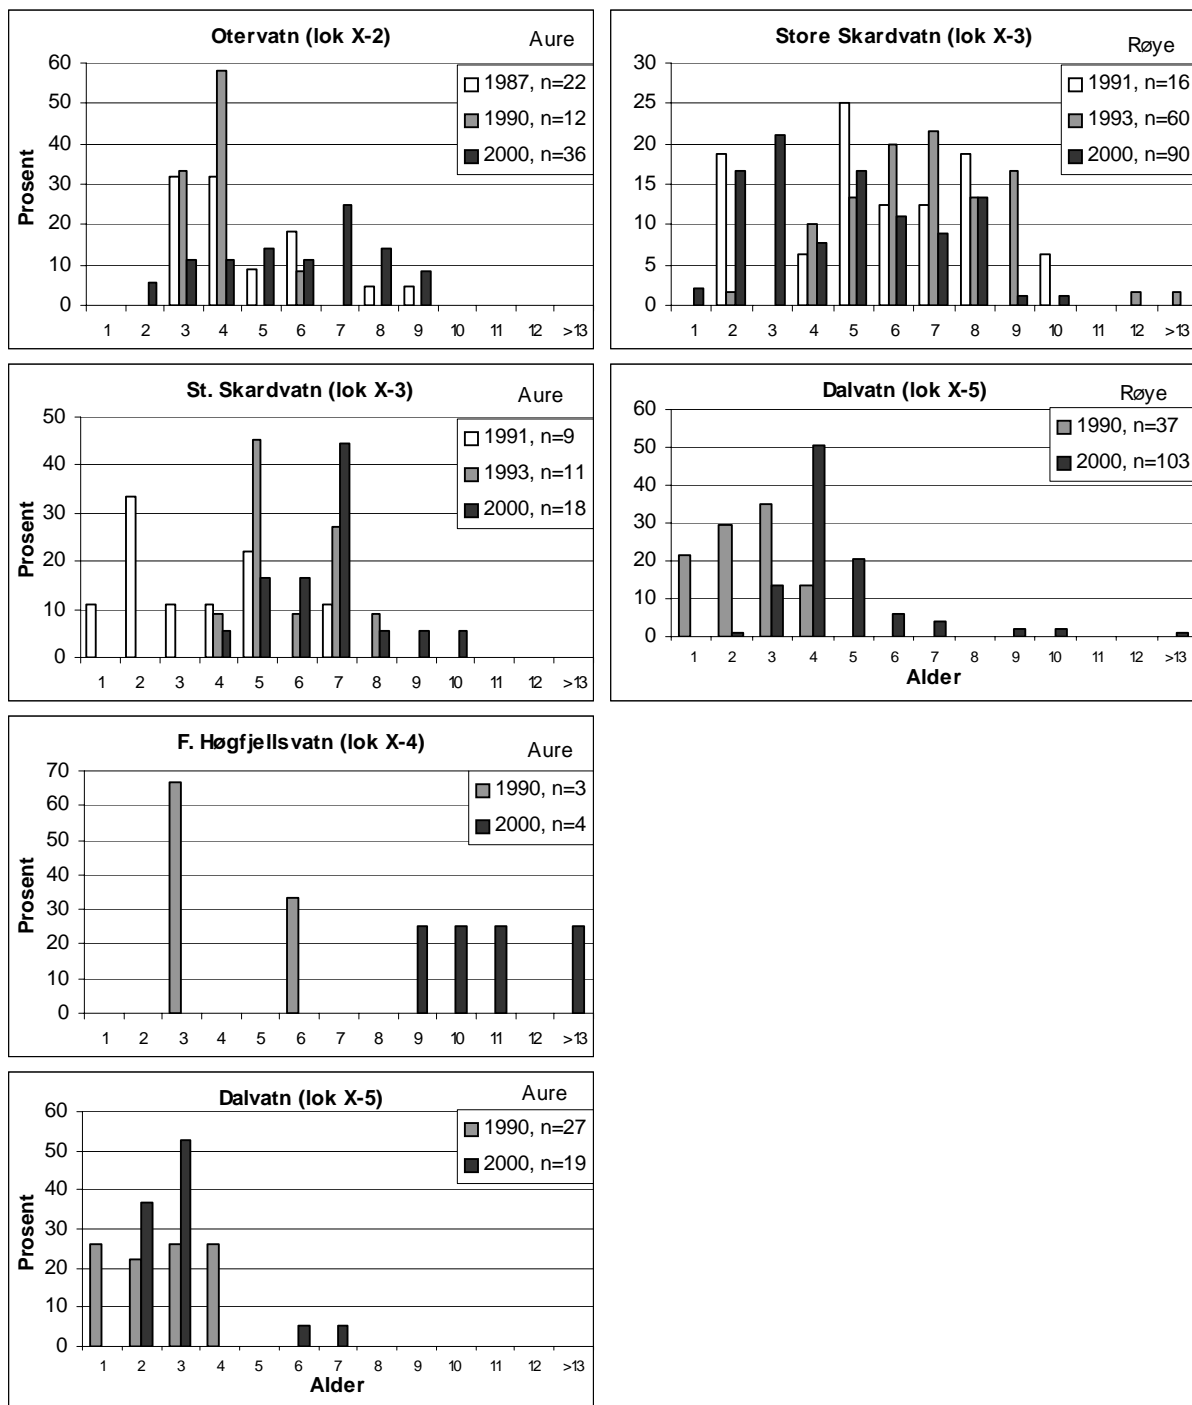 Otervatn (lok X-2)
Aure
60
50
40
30
20
10
0
Prosent
1987, n=22
1990, n=12
2000, n=36
1 2 3 4 5 6 7 8 9 10 11 12 >13
Store Skardvatn (lok X-3)
Røye
30
25
20
15
10
5
0
1991, n=16
1993, n=60
2000, n=90
1 2 3 4 5 6 7 8 9 10 11 12 >13
St. Skardvatn (lok X-3)
Aure
50
40
30
20
10
0
Prosent
1991, n=9
1993, n=11
2000, n=18
1 2 3 4 5 6 7 8 9 10 11 12 >13
Dalvatn (lok X-5)
Røye
60
50
40
30
20
10
0
1990, n=37
2000, n=103
1 2 3 4 5 6 7 8 9 10 11 12 >13
Alder
F. Høgfjellsvatn (lok X-4)
Aure
70
60
50
40
30
20
10
0
Prosent
1990, n=3
2000, n=4
1 2 3 4 5 6 7 8 9 10 11 12 >13
Dalvatn (lok X-5)
Aure
60
50
40
30
20
10
0
Prosent
1990, n=27
2000, n=19
1 2 3 4 5 6 7 8 9 10 11 12 >13
Alder